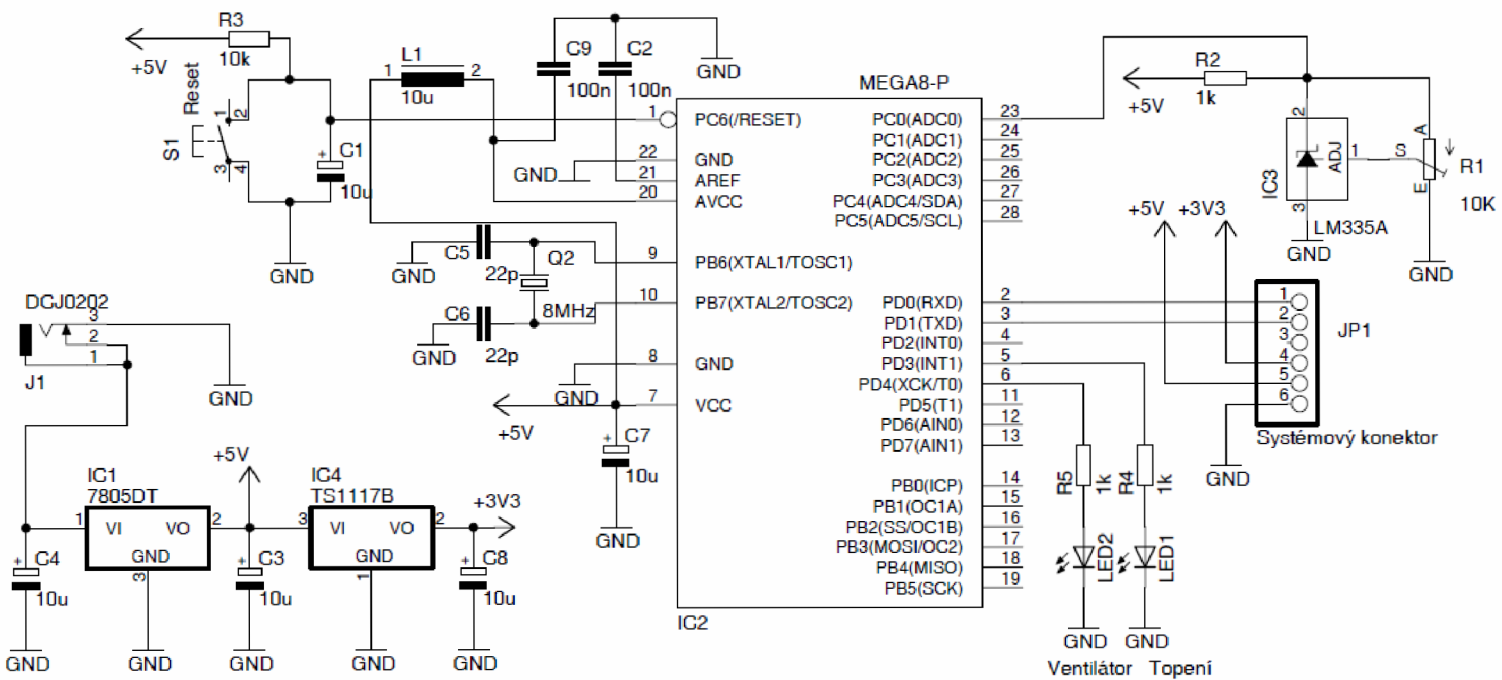 R3
+5V
10k
Reset
S1
1
2
3
4
+
C1
10u
GND
L1
1
2
10u
C9
100n
C2
100n
GND
MEGA8-P
1 PC6(/RESET)
22 GND
GND
21 AREF
20 AVCC
9 PB6(XTAL1/TOSC1)
10 PB7(XTAL2/TOSC2)
8 GND
GND
7 VCC
+5V
PC0(ADC0) 23
PC1(ADC1) 24
PC2(ADC2) 25
PC3(ADC3) 26
PC4(ADC4/SDA) 27
PC5(ADC5/SCL) 28
PD0(RXD) 2
PD1(TXD) 3
PD2(INT0) 4
PD3(INT1) 5
PD4(XCK/T0) 6
PD5(T1) 11
PD6(AIN0) 12
PD7(AIN1) 13
PB0(ICP) 14
PB1(OC1A) 15
PB2(SS/OC1B) 16
PB3(MOSI/OC2) 17
PB4(MISO) 18
PB5(SCK) 19
IC2
GND
C5
22p
Q2
8MHz
GND
C6
22p
+
C7
10u
GND
R2
+5V
1k
2
ADJ
1
3
IC3
LM335A
GND
S
A
E
R1
10K
GND
+5V
+3V3
1
2
3
4
5
6
JP1
Systémový konektor
GND
R5
1k
R4
1k
LED2
LED1
GND
GND
Ventilátor
Topení
DCJ0202
3
2
1
J1
GND
IC1
7805DT
1
VI
VO
2
GND
3
+5V
IC4
TS1117B
3
VI
VO
2
GND
1
+3V3
+
C4
10u
+
C3
10u
+
C8
10u
GND
GND
GND
GND
GND